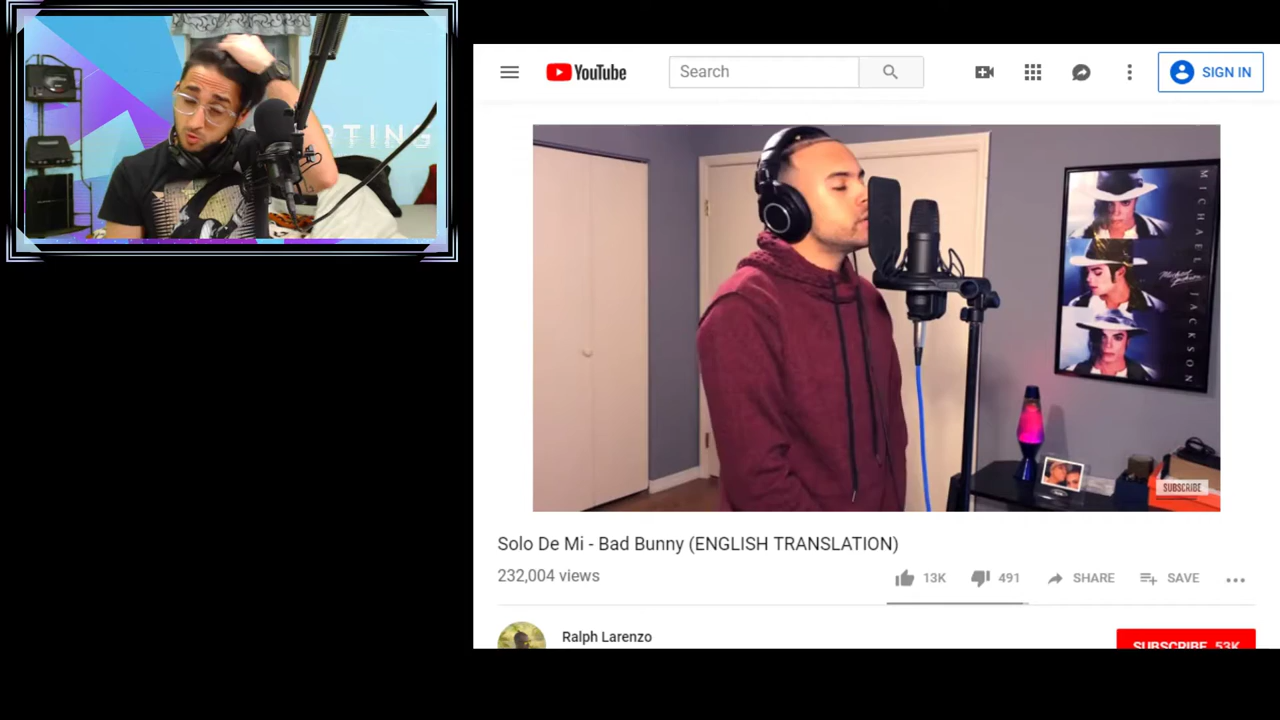 RTING
YouTube
Search
SIGN IN
MICHAEL JACKSON
SUBSCRIBE
Solo De Mi - Bad Bunny (ENGLISH TRANSLATION)
232,004 views
13K
491
SHARE
SAVE
Ralph Larenzo
SUBSCRIBE 53K